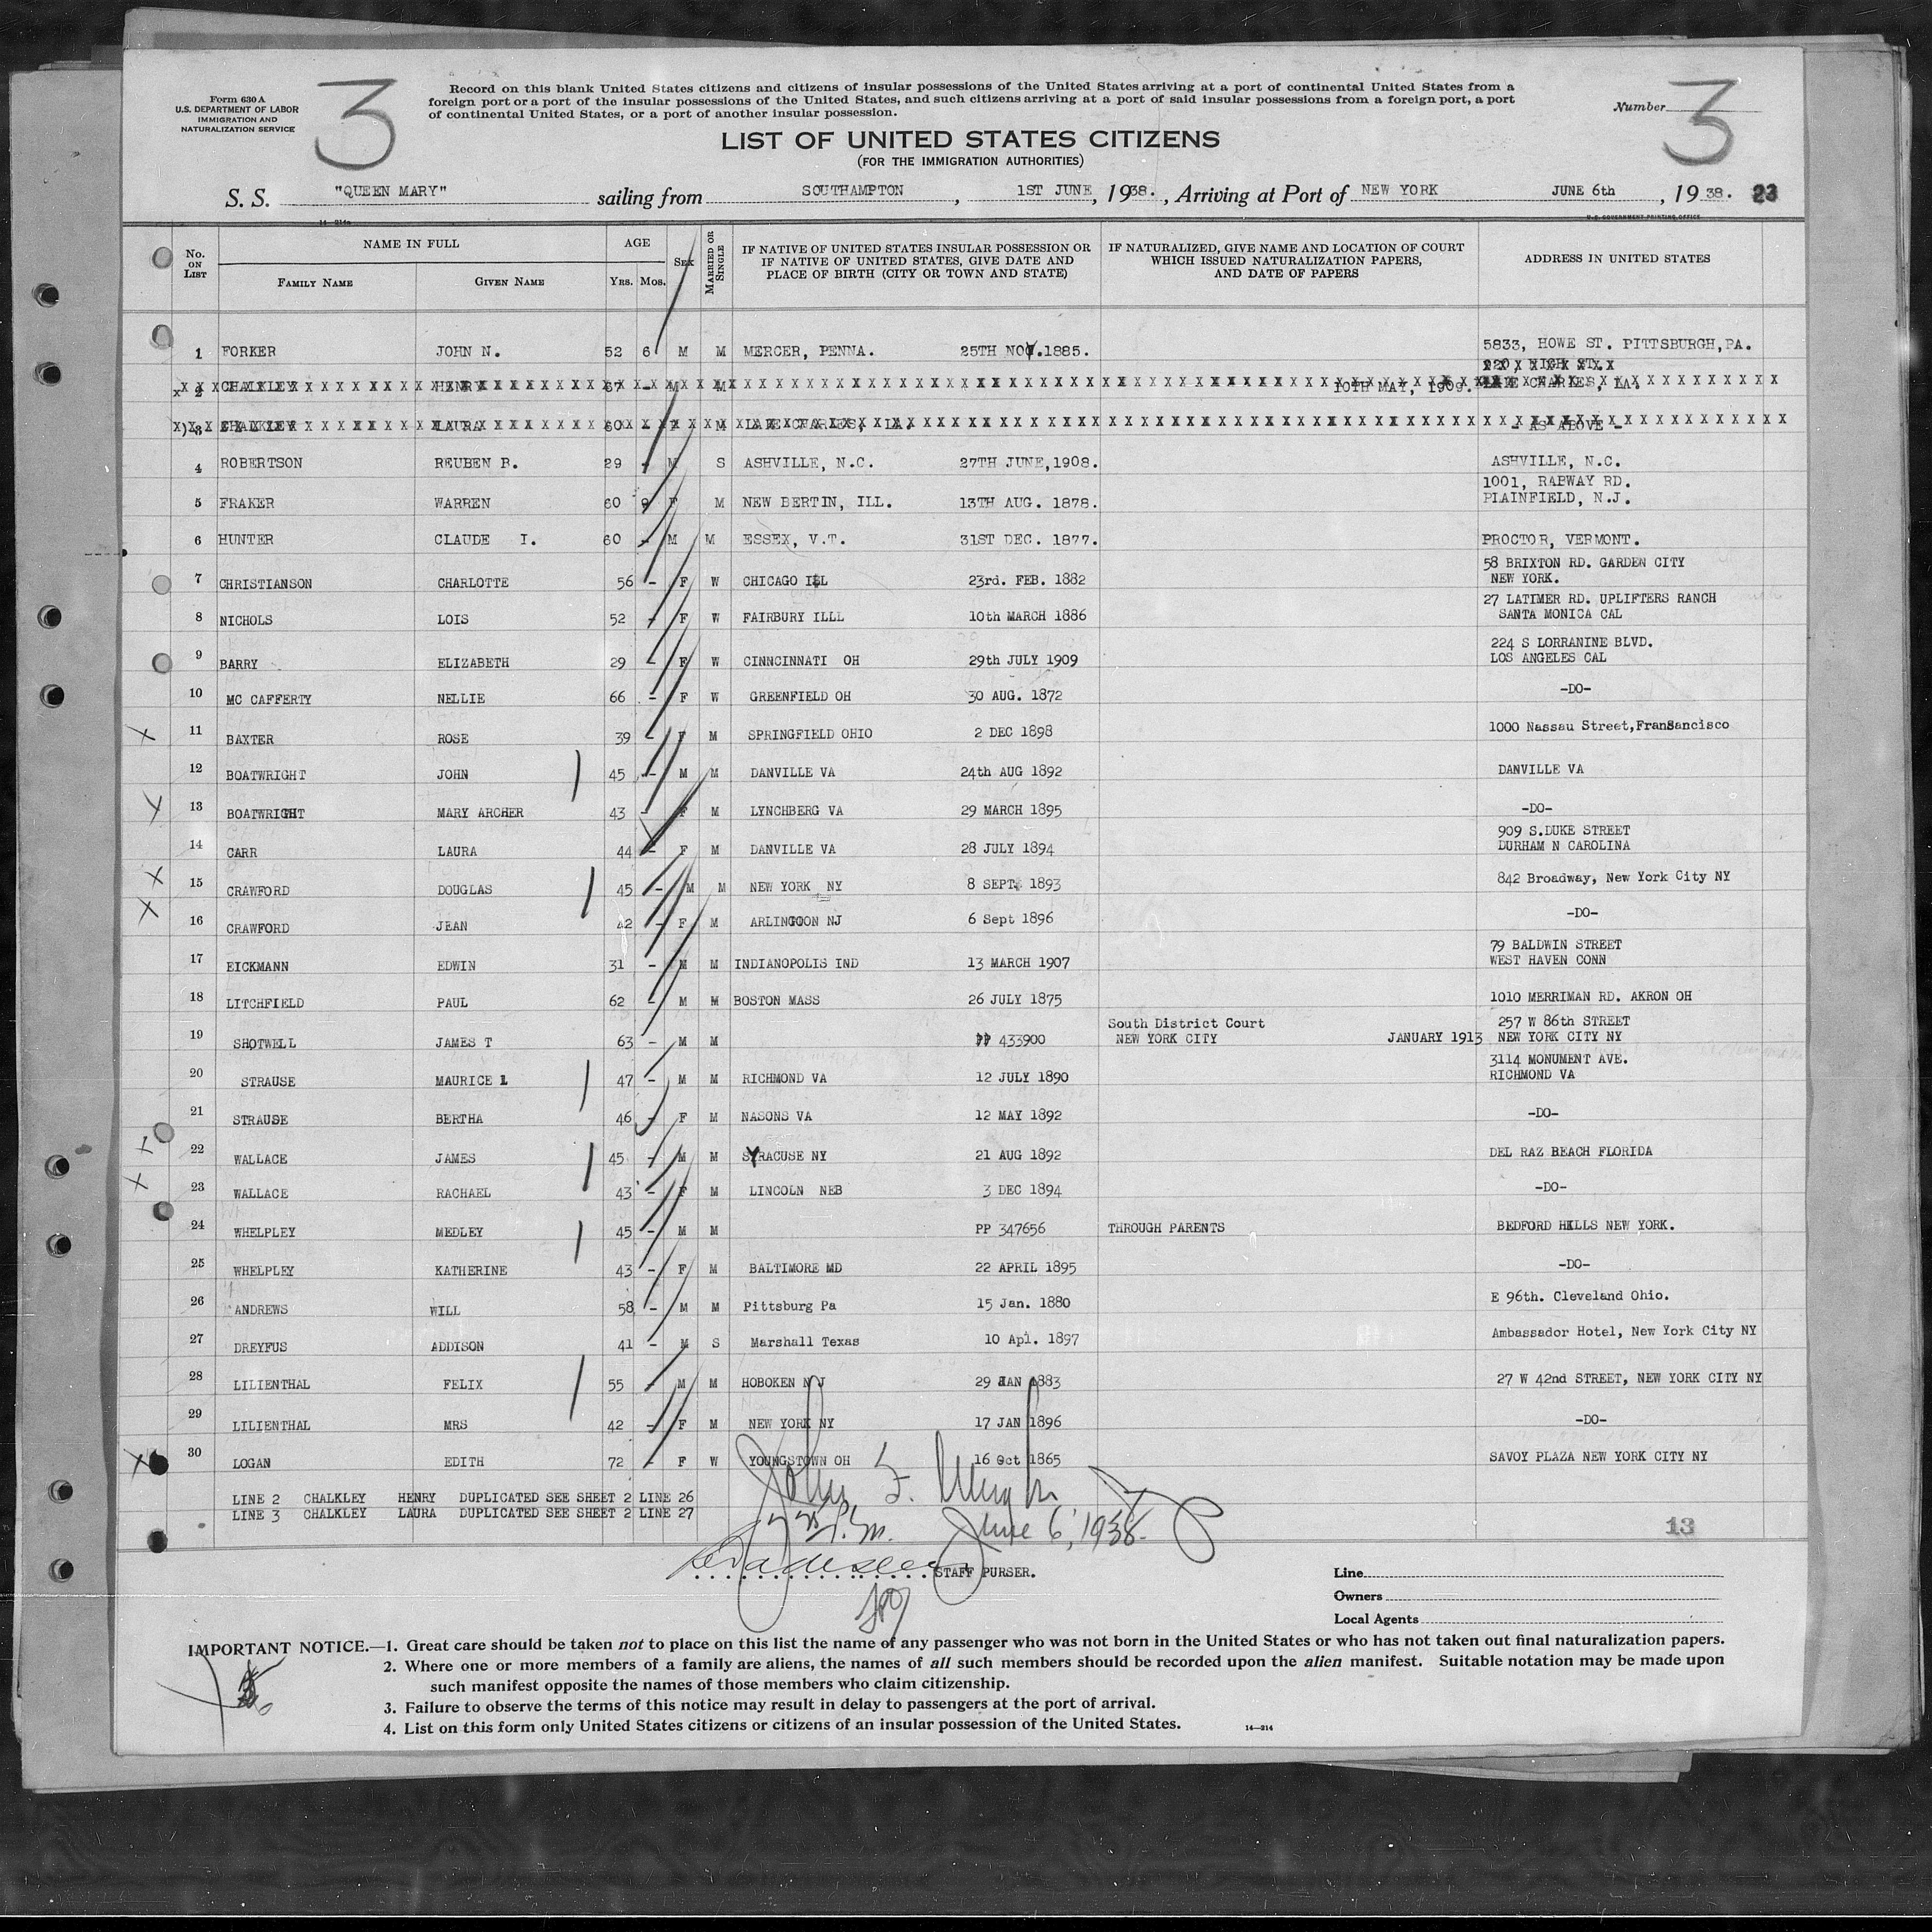 Form 630 A
U.S. DEPARTMENT OF LABOR
IMMIGRATION AND
NATURALIZATION SERVICE
3
Record on this blank United States citizens and citizens of insular possessions of the United States arriving at a port of continental United States from a
foreign port or a port of the insular possessions of the United States, and such citizens arriving at a port of said insular possessions from a foreign port, a port
of continental United States, or a port of another insular possession.
Number 3
LIST OF UNITED STATES CITIZENS
(FOR THE IMMIGRATION AUTHORITIES)
S. S. "QUEEN MARY" sailing from SOUTHAMPTON, 1ST JUNE, 1938., Arriving at Port of NEW YORK JUNE 6th, 1938. 23
14—214a U.S. GOVERNMENT PRINTING OFFICE
No. ON LIST
NAME IN FULL
FAMILY NAME GIVEN NAME
AGE
YRS. MOS.
SEX
MARRIED OR SINGLE
IF NATIVE OF UNITED STATES INSULAR POSSESSION OR
IF NATIVE OF UNITED STATES, GIVE DATE AND
PLACE OF BIRTH (CITY OR TOWN AND STATE)
IF NATURALIZED, GIVE NAME AND LOCATION OF COURT
WHICH ISSUED NATURALIZATION PAPERS,
AND DATE OF PAPERS
ADDRESS IN UNITED STATES
1 FORKER JOHN N. 52 6 M M MERCER, PENNA. 25TH NOV.1885. 5833, HOWE ST. PITTSBURGH,PA.
220, HIGH ST.
2 CHALKLEY HENRY 67 - M M 10TH MAY, 1909. LAKE CHARLES, LA.
3 CHALKLEY LAURA 60 M LAKE CHARLES, LA. - AS ABOVE -
4 ROBERTSON REUBEN B. 29 - M S ASHVILLE, N.C. 27TH JUNE,1908. ASHVILLE, N.C.
1001, RABWAY RD.
5 FRAKER WARREN 60 9 F M NEW BERTIN, ILL. 13TH AUG. 1878. PLAINFIELD, N.J.
6 HUNTER CLAUDE I. 60 - M M ESSEX, V.T. 31ST DEC. 1877. PROCTOR, VERMONT.
58 BRIXTON RD. GARDEN CITY
7 CHRISTIANSON CHARLOTTE 56 - F W CHICAGO ILL 23rd. FEB. 1882 NEW YORK.
27 LATIMER RD. UPLIFTERS RANCH
8 NICHOLS LOIS 52 - F W FAIRBURY ILLL 10th MARCH 1886 SANTA MONICA CAL
224 S LORRANINE BLVD.
9 BARRY ELIZABETH 29 - F W CINNCINNATI OH 29th JULY 1909 LOS ANGELES CAL
10 MC CAFFERTY NELLIE 66 - F W GREENFIELD OH 30 AUG. 1872 -DO-
11 BAXTER ROSE 39 - F M SPRINGFIELD OHIO 2 DEC 1898 1000 Nassau Street,FranSancisco
12 BOATWRIGHT JOHN 45 - M M DANVILLE VA 24th AUG 1892 DANVILLE VA
13 BOATWRIGHT MARY ARCHER 43 - F M LYNCHBERG VA 29 MARCH 1895 -DO-
909 S.DUKE STREET
14 CARR LAURA 44 - F M DANVILLE VA 28 JULY 1894 DURHAM N CAROLINA
15 CRAWFORD DOUGLAS 45 - M M NEW YORK NY 8 SEPT. 1893 842 Broadway, New York City NY
16 CRAWFORD JEAN 42 - F M ARLINGOON NJ 6 Sept 1896 -DO-
79 BALDWIN STREET
17 EICKMANN EDWIN 31 - M M INDIANOPOLIS IND 13 MARCH 1907 WEST HAVEN CONN
18 LITCHFIELD PAUL 62 - M M BOSTON MASS 26 JULY 1875 1010 MERRIMAN RD. AKRON OH
South District Court 257 W 86th STREET
19 SHOTWELL JAMES T 63 - M M PP 433900 NEW YORK CITY JANUARY 1913 NEW YORK CITY NY
3114 MONUMENT AVE.
20 STRAUSE MAURICE L 47 - M M RICHMOND VA 12 JULY 1890 RICHMOND VA
21 STRAUSE BERTHA 46 - F M NASONS VA 12 MAY 1892 -DO-
22 WALLACE JAMES 45 - M M SYRACUSE NY 21 AUG 1892 DEL RAZ BEACH FLORIDA
23 WALLACE RACHAEL 43 - F M LINCOLN NEB 3 DEC 1894 -DO-
24 WHELPLEY MEDLEY 45 - M M PP 347656 THROUGH PARENTS BEDFORD HILLS NEW YORK.
25 WHELPLEY KATHERINE 43 - F M BALTIMORE MD 22 APRIL 1895 -DO-
26 ANDREWS WILL 58 - M M Pittsburg Pa 15 Jan. 1880 E 96th. Cleveland Ohio.
27 DREYFUS ADDISON 41 - M S Marshall Texas 10 Apl. 1897 Ambassador Hotel, New York City NY
28 LILIENTHAL FELIX 55 - M M HOBOKEN N J 29 JAN 1883 27 W 42nd STREET, NEW YORK CITY NY
29 LILIENTHAL MRS 42 - F M NEW YORK NY 17 JAN 1896 -DO-
30 LOGAN EDITH 72 - F W YOUNGSTOWN OH 16 Oct 1865 SAVOY PLAZA NEW YORK CITY NY
LINE 2 CHALKLEY HENRY DUPLICATED SEE SHEET 2 LINE 26
LINE 3 CHALKLEY LAURA DUPLICATED SEE SHEET 2 LINE 27
John
June 6, 1938
13
STAFF PURSER.
Line
Owners
Local Agents
IMPORTANT NOTICE.—1. Great care should be taken not to place on this list the name of any passenger who was not born in the United States or who has not taken out final naturalization papers.
2. Where one or more members of a family are aliens, the names of all such members should be recorded upon the alien manifest. Suitable notation may be made upon
such manifest opposite the names of those members who claim citizenship.
3. Failure to observe the terms of this notice may result in delay to passengers at the port of arrival.
4. List on this form only United States citizens or citizens of an insular possession of the United States.
14—214